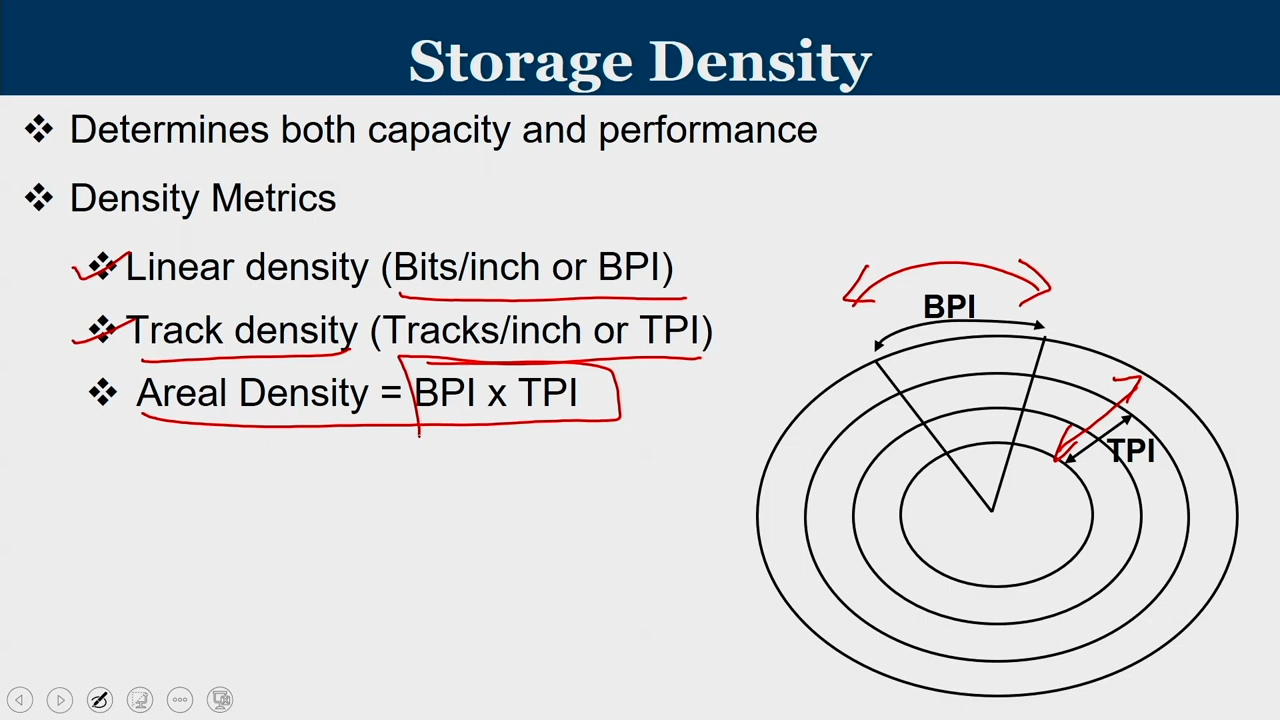 Storage Density
❖ Determines both capacity and performance
❖ Density Metrics
❖ Linear density (Bits/inch or BPI)
❖ Track density (Tracks/inch or TPI)
❖ Areal Density = BPI x TPI
BPI
TPI